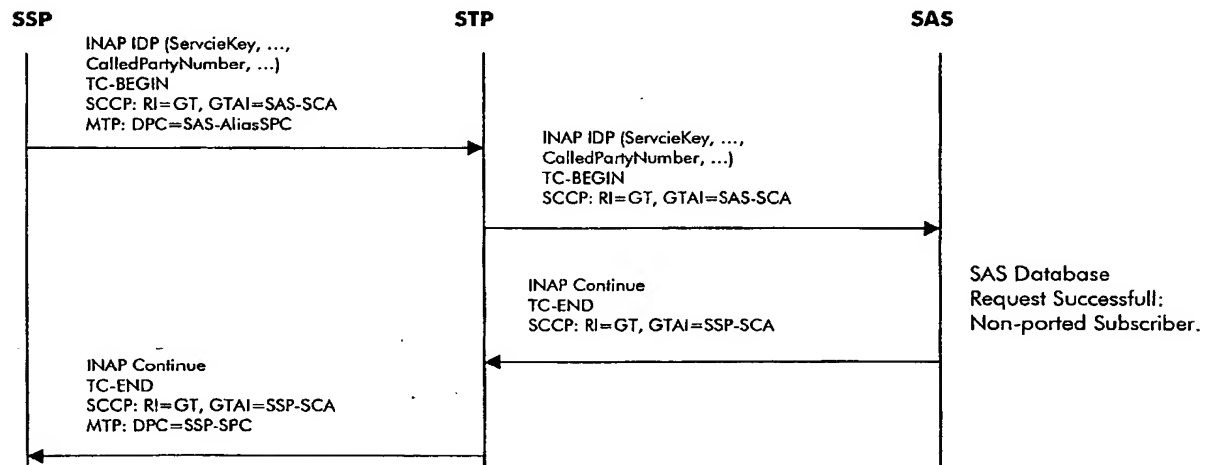 SSP
STP
SAS
INAP IDP (ServcieKey, ...,
CalledPartyNumber, ...)
TC-BEGIN
SCCP: RI=GT, GTAI=SAS-SCA
MTP: DPC=SAS-AliasSPC
INAP IDP (ServcieKey, ...,
CalledPartyNumber, ...)
TC-BEGIN
SCCP: RI=GT, GTAI=SAS-SCA
SAS Database
Request Successfull:
Non-ported Subscriber.
INAP Continue
TC-END
SCCP: RI=GT, GTAI=SSP-SCA
INAP Continue
TC-END
SCCP: RI=GT, GTAI=SSP-SCA
MTP: DPC=SSP-SPC